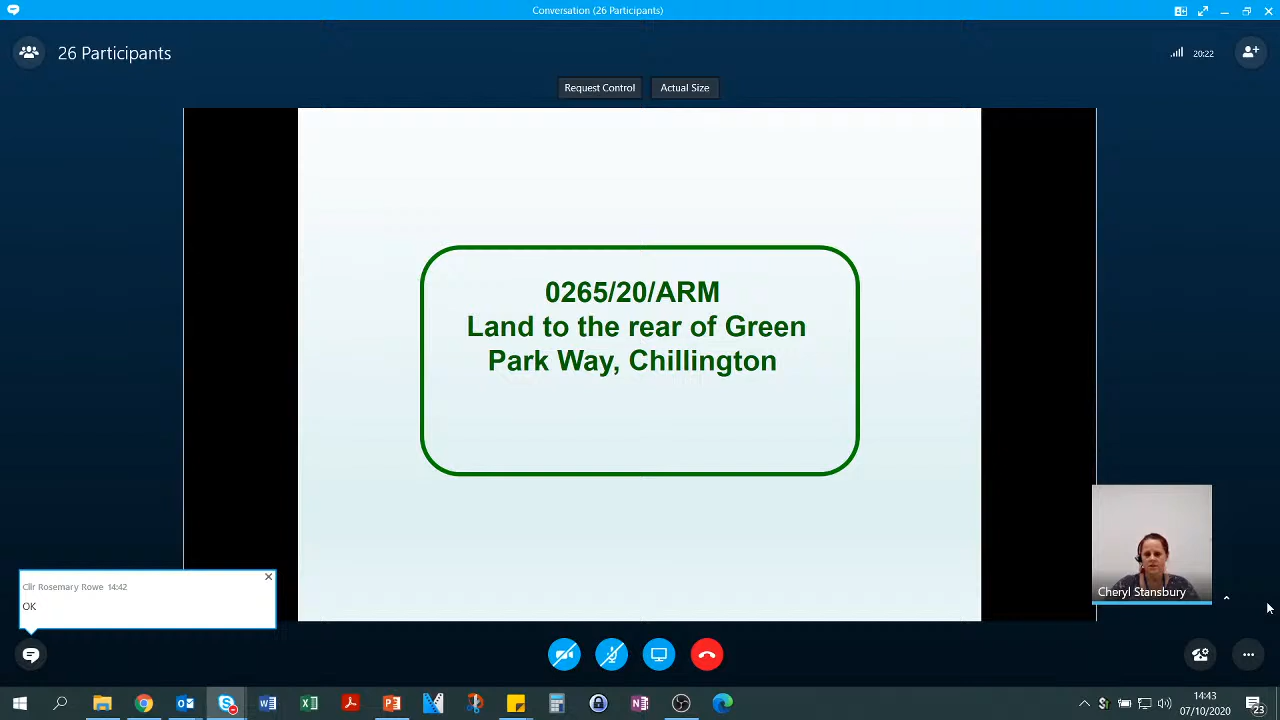 Conversation (26 Participants)
26 Participants
20:22
Request Control
Actual Size
0265/20/ARM
Land to the rear of Green
Park Way, Chillington
Cheryl Stansbury
Cllr Rosemary Rowe 14:42
OK
14:43
07/10/2020
23